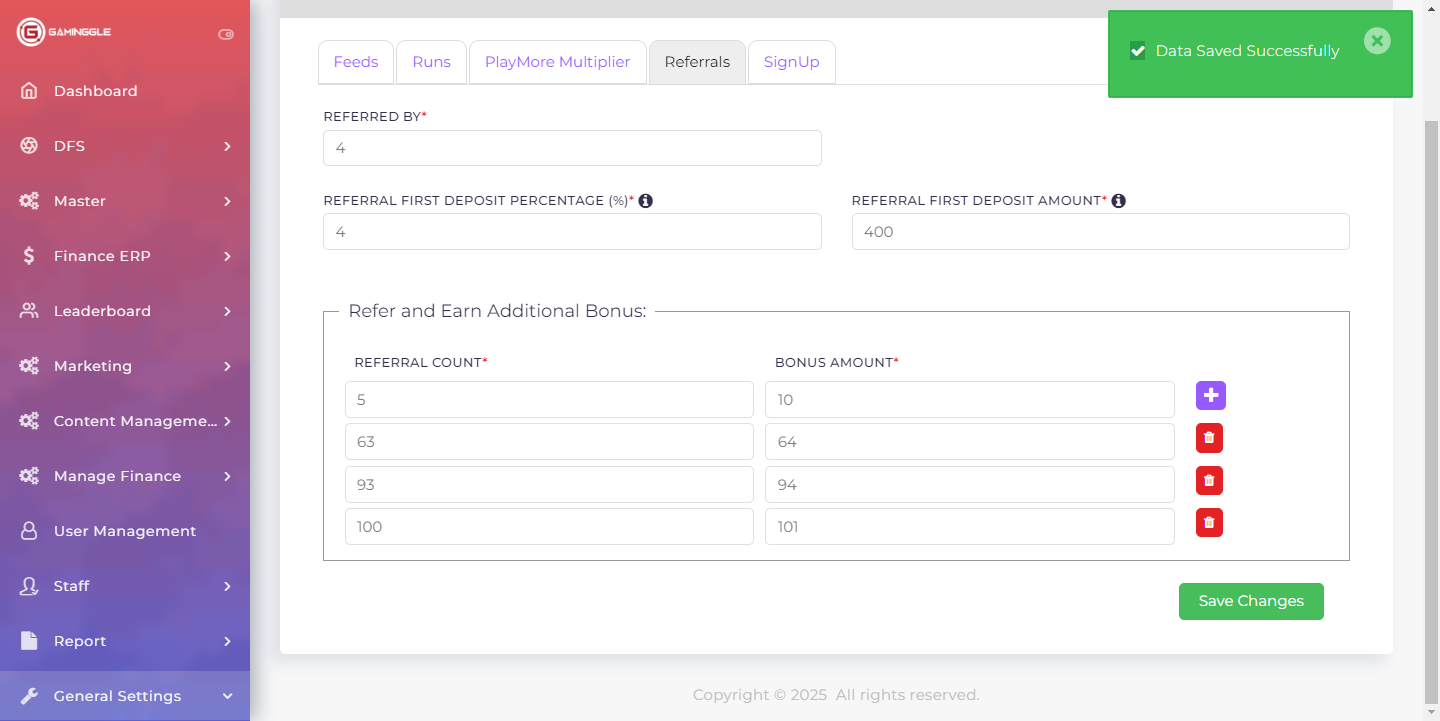 GAMINGGLE
Dashboard
DFS
Master
Finance ERP
Leaderboard
Marketing
Content Manageme...
Manage Finance
User Management
Staff
Report
General Settings
Data Saved Successfully
Feeds
Runs
PlayMore Multiplier
Referrals
SignUp
REFERRED BY*
4
REFERRAL FIRST DEPOSIT PERCENTAGE (%)*
4
REFERRAL FIRST DEPOSIT AMOUNT*
400
Refer and Earn Additional Bonus:
REFERRAL COUNT* BONUS AMOUNT*
5 10
63 64
93 94
100 101
Save Changes
Copyright © 2025 All rights reserved.